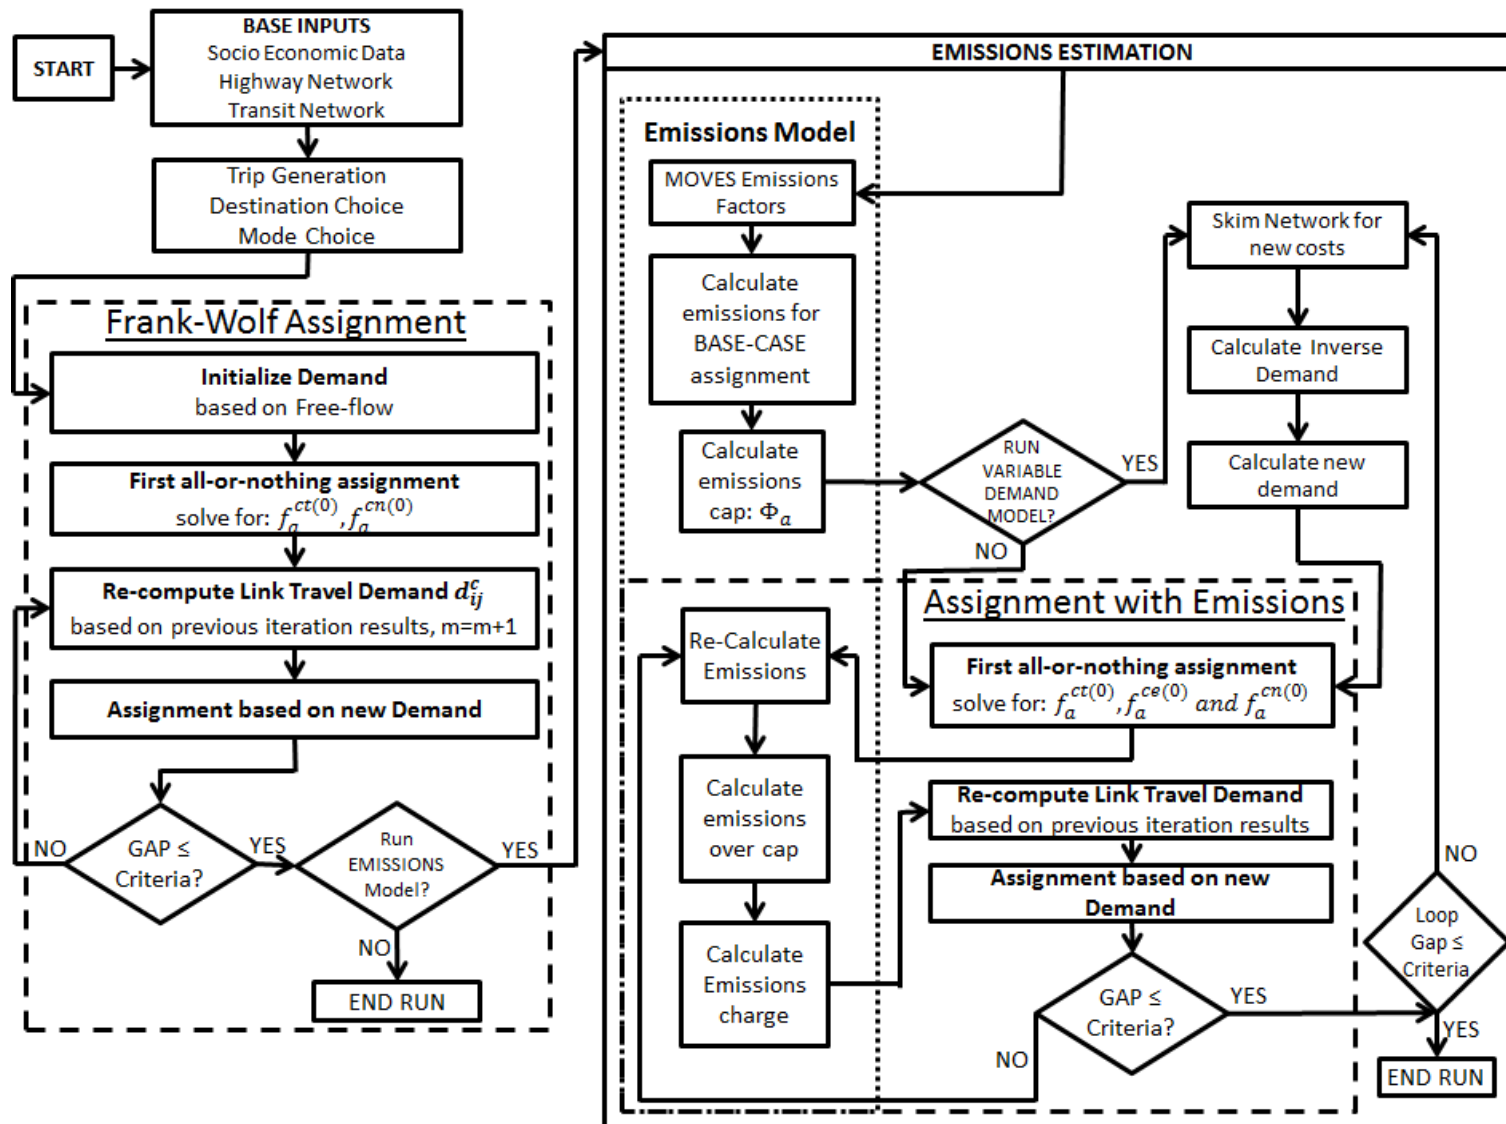 START
BASE INPUTS
Socio Economic Data
Highway Network
Transit Network
Trip Generation
Destination Choice
Mode Choice
Frank-Wolf Assignment
Initialize Demand
based on Free-flow
First all-or-nothing assignment
solve for: f_a^{ct(0)}, f_a^{cn(0)}
Re-compute Link Travel Demand d_{ij}^c
based on previous iteration results, m=m+1
Assignment based on new Demand
NO
GAP ≤
Criteria?
YES
Run
EMISSIONS
Model?
YES
NO
END RUN
EMISSIONS ESTIMATION
Emissions Model
MOVES Emissions
Factors
Calculate
emissions for
BASE-CASE
assignment
Calculate
emissions
cap: Φ_a
RUN
VARIABLE
DEMAND
MODEL?
YES
NO
Skim Network for
new costs
Calculate Inverse
Demand
Calculate new
demand
Assignment with Emissions
First all-or-nothing assignment
solve for: f_a^{ct(0)}, f_a^{ce(0)} and f_a^{cn(0)}
Re-Calculate
Emissions
Calculate
emissions
over cap
Calculate
Emissions
charge
Re-compute Link Travel Demand
based on previous iteration results
Assignment based on new
Demand
GAP ≤
Criteria?
YES
NO
Loop
Gap ≤
Criteria
NO
YES
END RUN